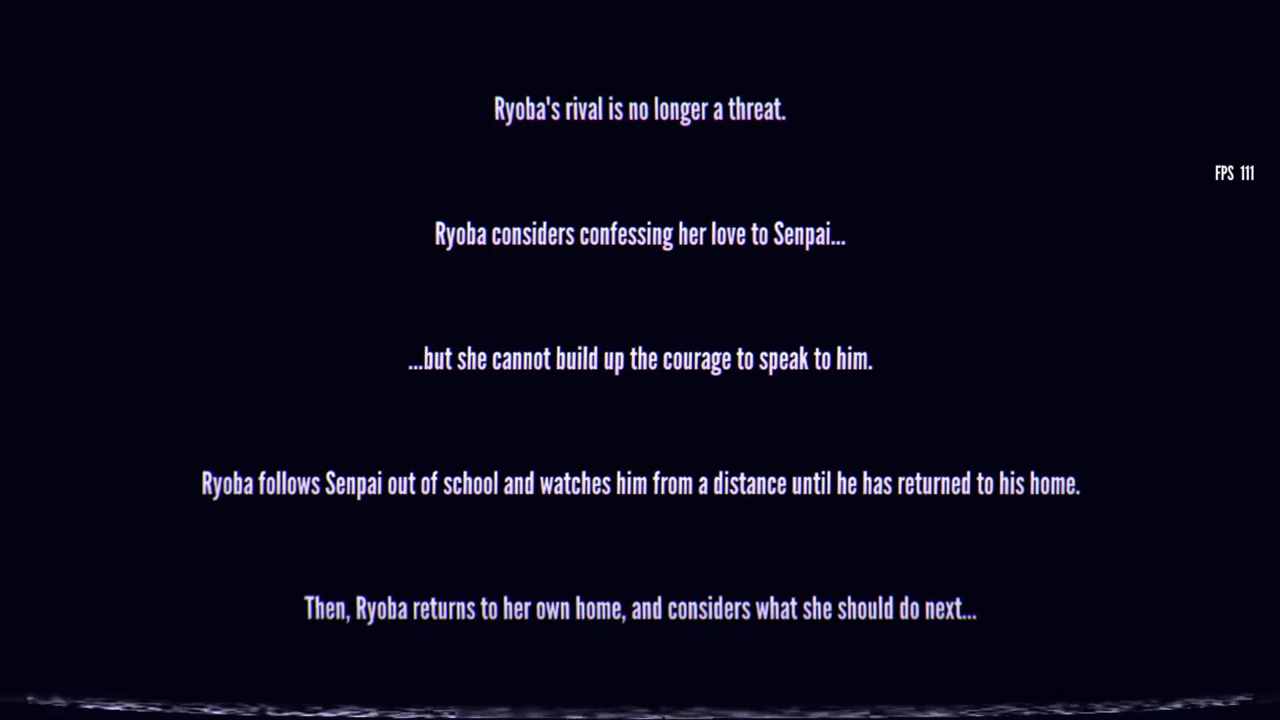 Ryoba's rival is no longer a threat.
FPS 111
Ryoba considers confessing her love to Senpai...
...but she cannot build up the courage to speak to him.
Ryoba follows Senpai out of school and watches him from a distance until he has returned to his home.
Then, Ryoba returns to her own home, and considers what she should do next...